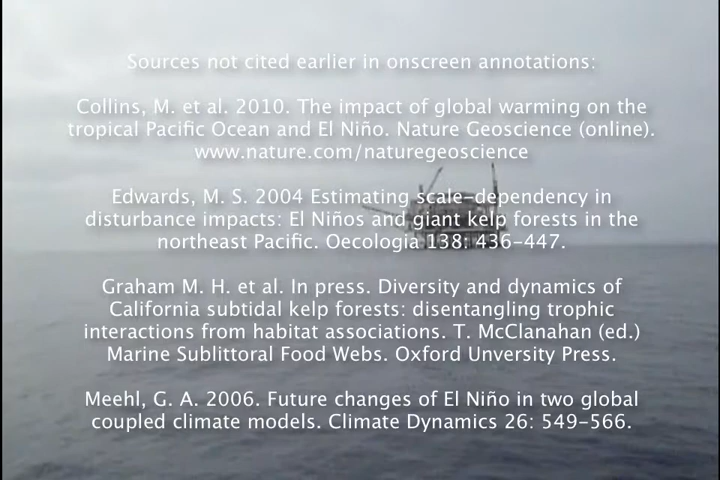 Sources not cited earlier in onscreen annotations:
Collins, M. et al. 2010. The impact of global warming on the
tropical Pacific Ocean and El Niño. Nature Geoscience (online).
www.nature.com/naturegeoscience
Edwards, M. S. 2004 Estimating scale-dependency in
disturbance impacts: El Niños and giant kelp forests in the
northeast Pacific. Oecologia 138: 436-447.
Graham M. H. et al. In press. Diversity and dynamics of
California subtidal kelp forests: disentangling trophic
interactions from habitat associations. T. McClanahan (ed.)
Marine Sublittoral Food Webs. Oxford Unversity Press.
Meehl, G. A. 2006. Future changes of El Niño in two global
coupled climate models. Climate Dynamics 26: 549-566.